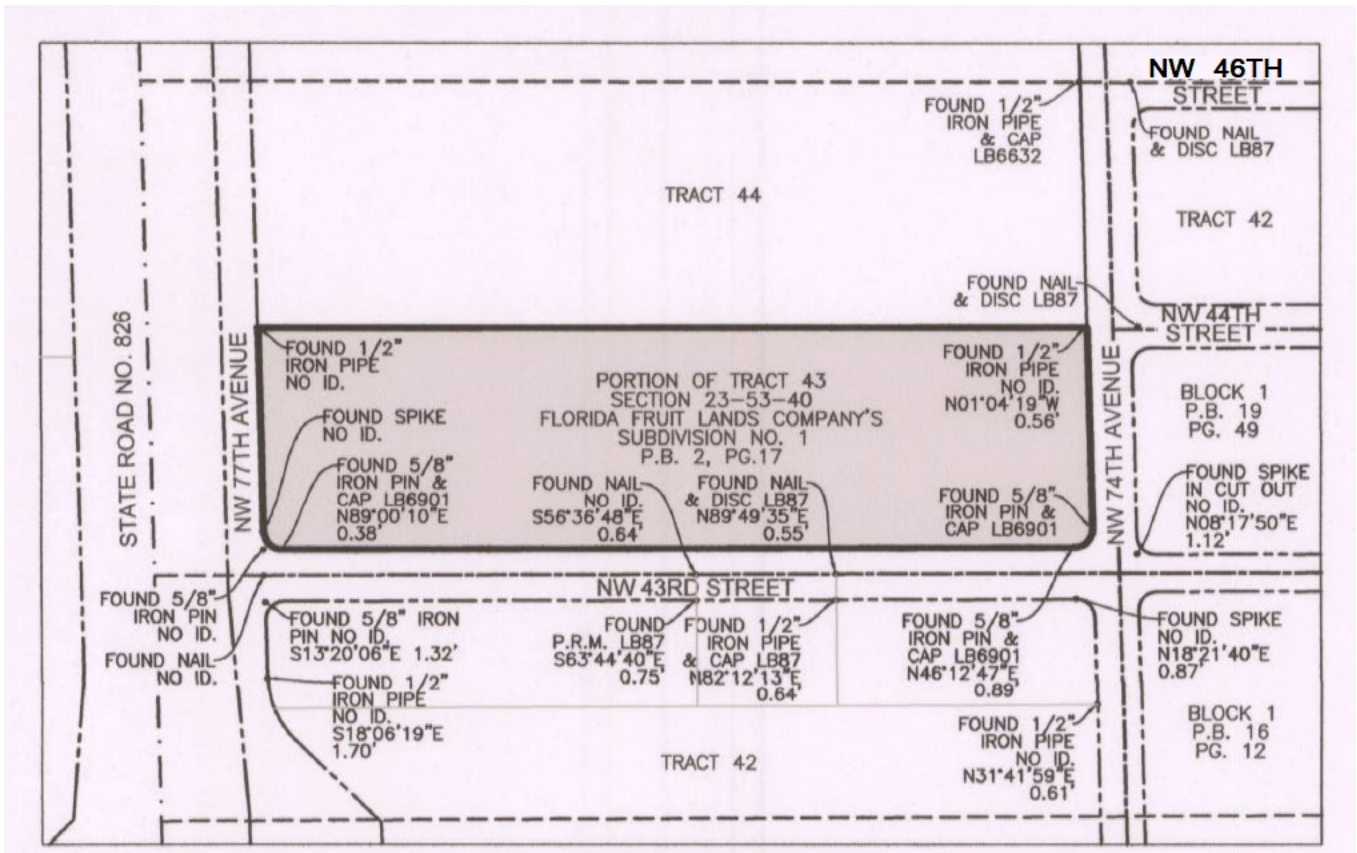 NW 46TH
STREET
FOUND 1/2"
IRON PIPE
& CAP
LB6632
FOUND NAIL
& DISC LB87
TRACT 44
TRACT 42
FOUND NAIL
& DISC LB87
NW 44TH
STREET
STATE ROAD NO. 826
NW 77TH AVENUE
FOUND 1/2"
IRON PIPE
NO ID.
FOUND SPIKE
NO ID.
FOUND 5/8"
IRON PIN &
CAP LB6901
N89°00'10"E
0.38'
PORTION OF TRACT 43
SECTION 23-53-40
FLORIDA FRUIT LANDS COMPANY'S
SUBDIVISION NO. 1
P.B. 2, PG.17
FOUND NAIL
NO ID.
S56°36'48"E
0.64'
FOUND NAIL
& DISC LB87
N89°49'35"E
0.55'
FOUND 1/2"
IRON PIPE
NO ID.
N01°04'19"W
0.56'
FOUND 5/8"
IRON PIN &
CAP LB6901
NW 74TH AVENUE
BLOCK 1
P.B. 19
PG. 49
FOUND SPIKE
IN CUT OUT
NO ID.
N08°17'50"E
1.12'
NW 43RD STREET
FOUND 5/8"
IRON PIN
NO ID.
FOUND NAIL
NO ID.
FOUND 5/8" IRON
PIN NO ID.
S13°20'06"E 1.32'
FOUND 1/2"
IRON PIPE
NO ID.
S18°06'19"E
1.70'
FOUND
P.R.M. LB87
S63°44'40"E
0.75'
FOUND 1/2"
IRON PIPE
& CAP LB87
N82°12'13"E
0.64'
FOUND 5/8"
IRON PIN &
CAP LB6901
N46°12'47"E
0.89'
FOUND SPIKE
NO ID.
N18°21'40"E
0.87'
FOUND 1/2"
IRON PIPE
NO ID.
N31°41'59"E
0.61'
TRACT 42
BLOCK 1
P.B. 16
PG. 12